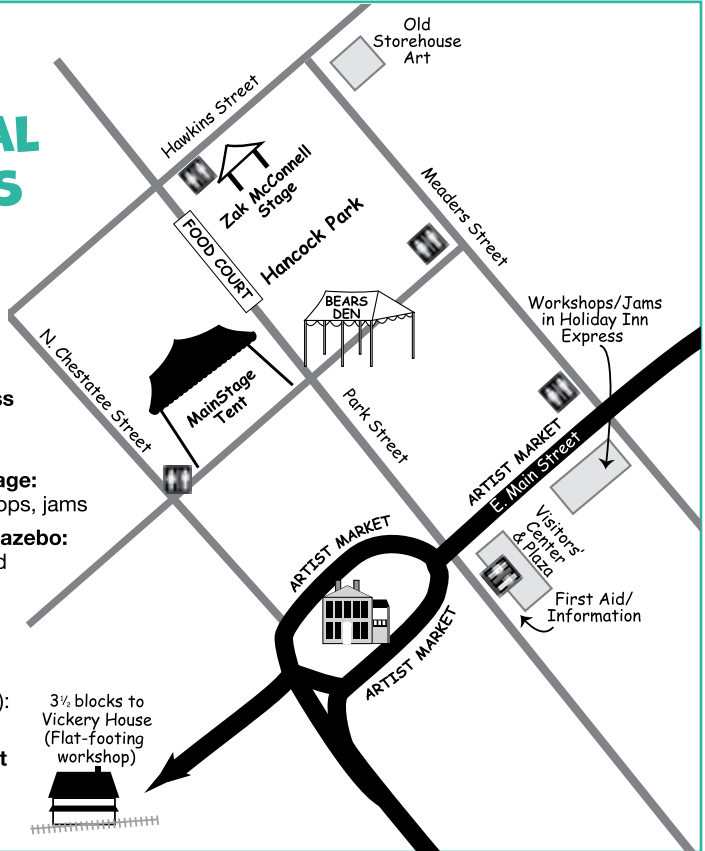 AL
S
ss
age:
ops, jams
azebo:
d
):
t
Old
Storehouse
Art
Hawkins Street
Zak McConnell
Stage
Hancock Park
Meaders Street
FOOD COURT
BEARS
DEN
Workshops/Jams
in Holiday Inn
Express
N. Chestatee Street
MainStage
Tent
Park Street
ARTIST MARKET
E. Main Street
Visitors'
Center
& Plaza
ARTIST MARKET
First Aid/
Information
ARTIST MARKET
3½ blocks to
Vickery House
(Flat-footing
workshop)